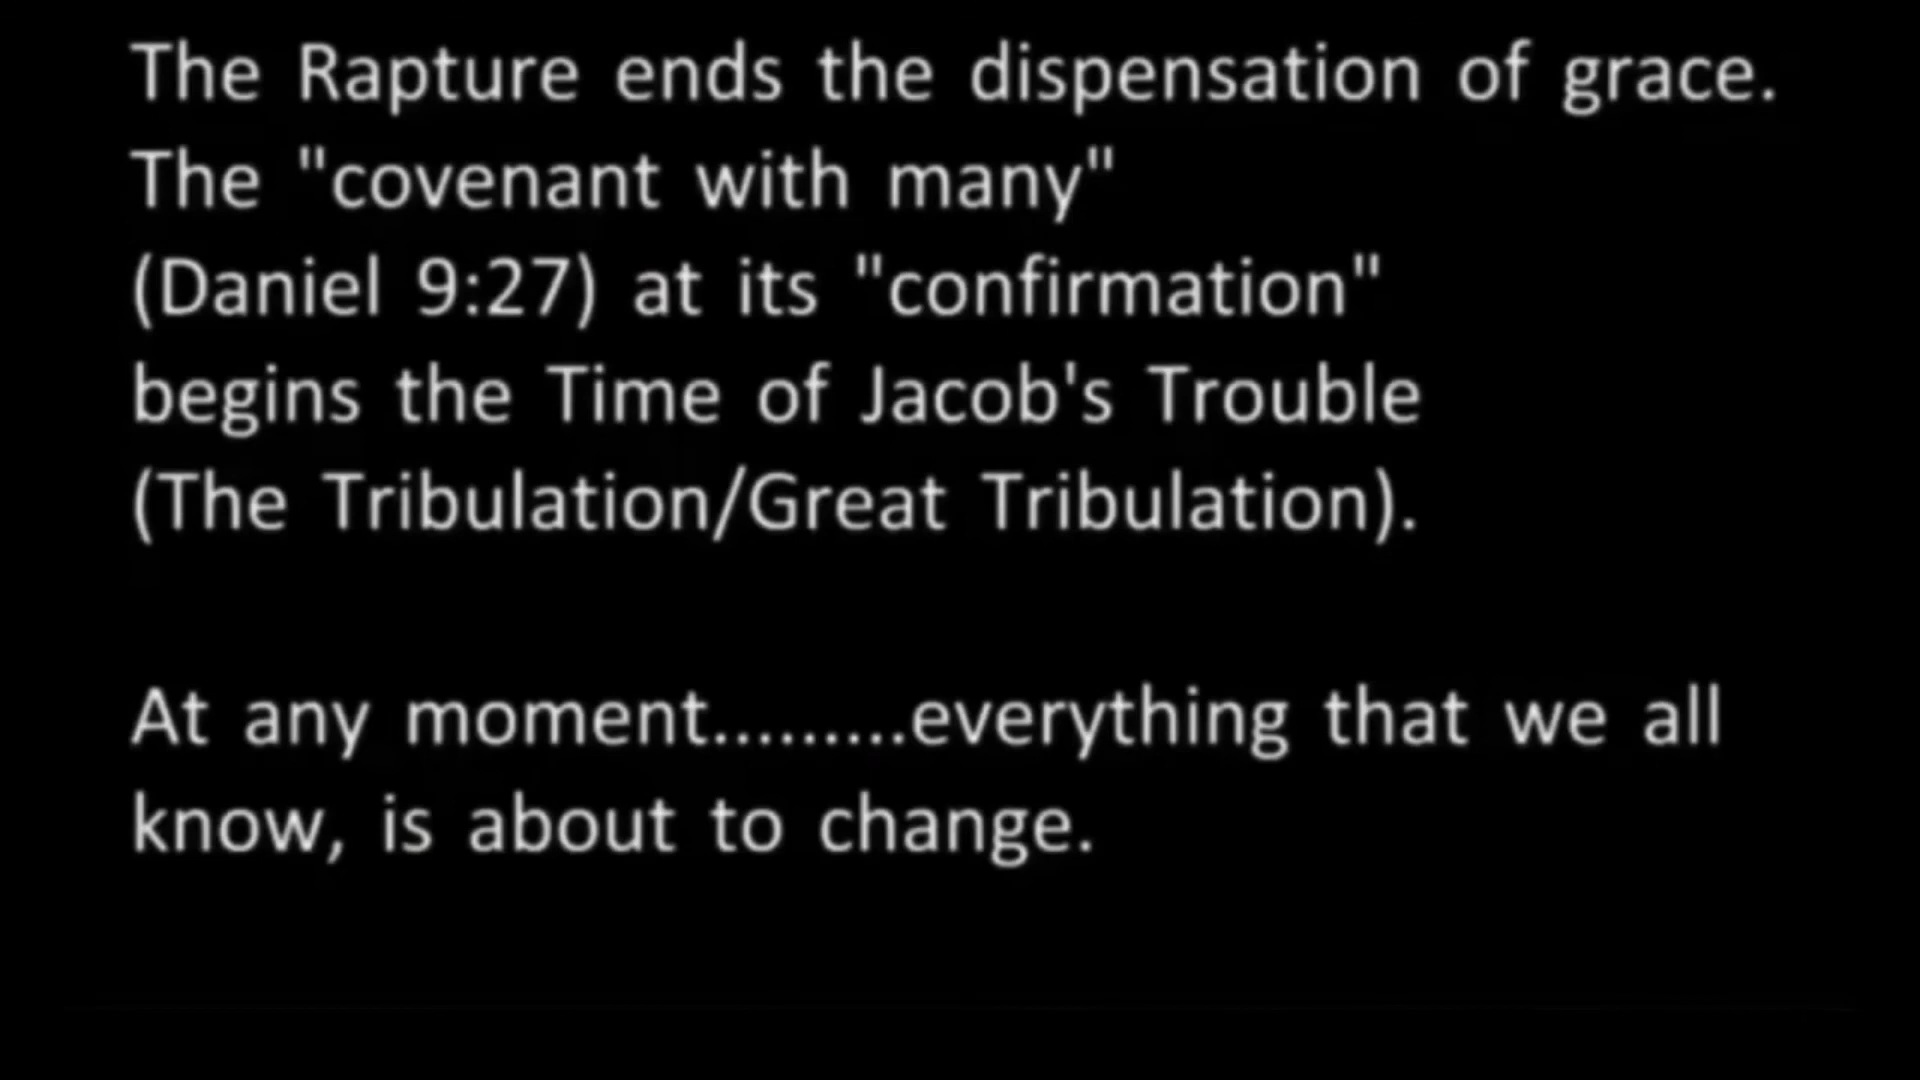 The Rapture ends the dispensation of grace.
The "covenant with many"
(Daniel 9:27) at its "confirmation"
begins the Time of Jacob's Trouble
(The Tribulation/Great Tribulation).
At any moment.........everything that we all
know, is about to change.